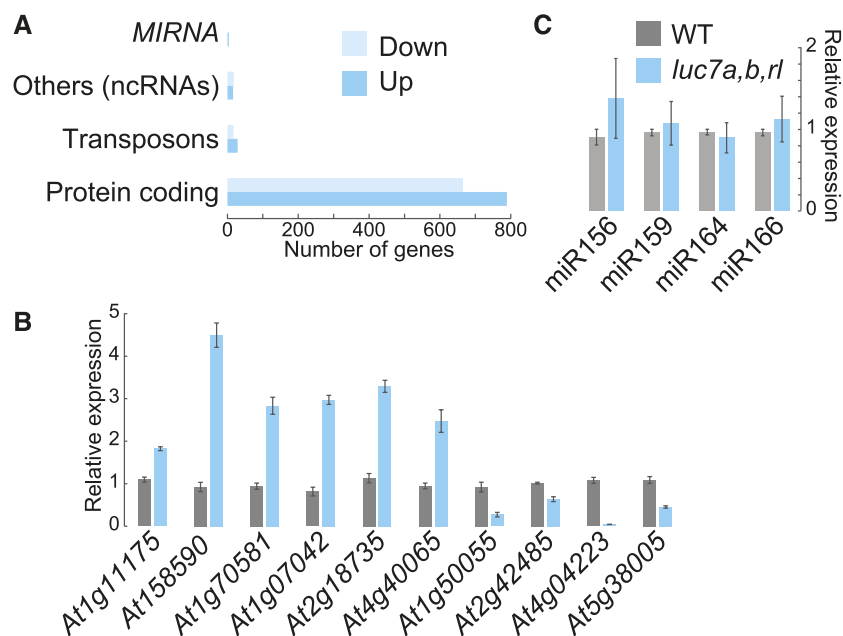 A
MIRNA
Others (ncRNAs)
Transposons
Protein coding
Down
Up
0 200 400 600 800
Number of genes
C
WT
luc7a,b,rl
2
1
0
Relative expression
miR156 miR159 miR164 miR166
B
5
4
3
2
1
0
Relative expression
At1g11175 At158590 At1g70581 At1g07042 At2g18735 At4g40065 At1g50055 At2g42485 At4g04223 At5g38005